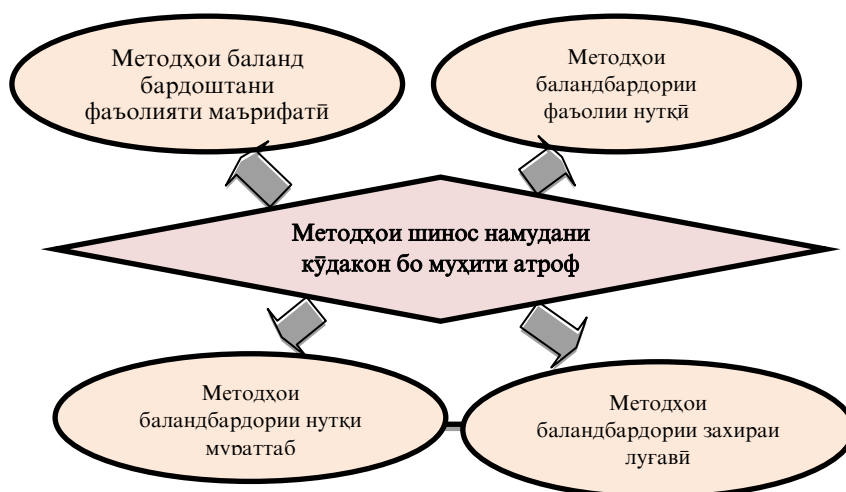 Методҳои баланд
бардоштани
фаъолияти маърифатӣ
Методҳои
баландбардории
фаъолии нутқӣ
Методҳои шинос намудани
кӯдакон бо муҳити атроф
Методҳои
баландбардории нутқи
мураттаб
Методҳои
баландбардории захираи
луғавӣ